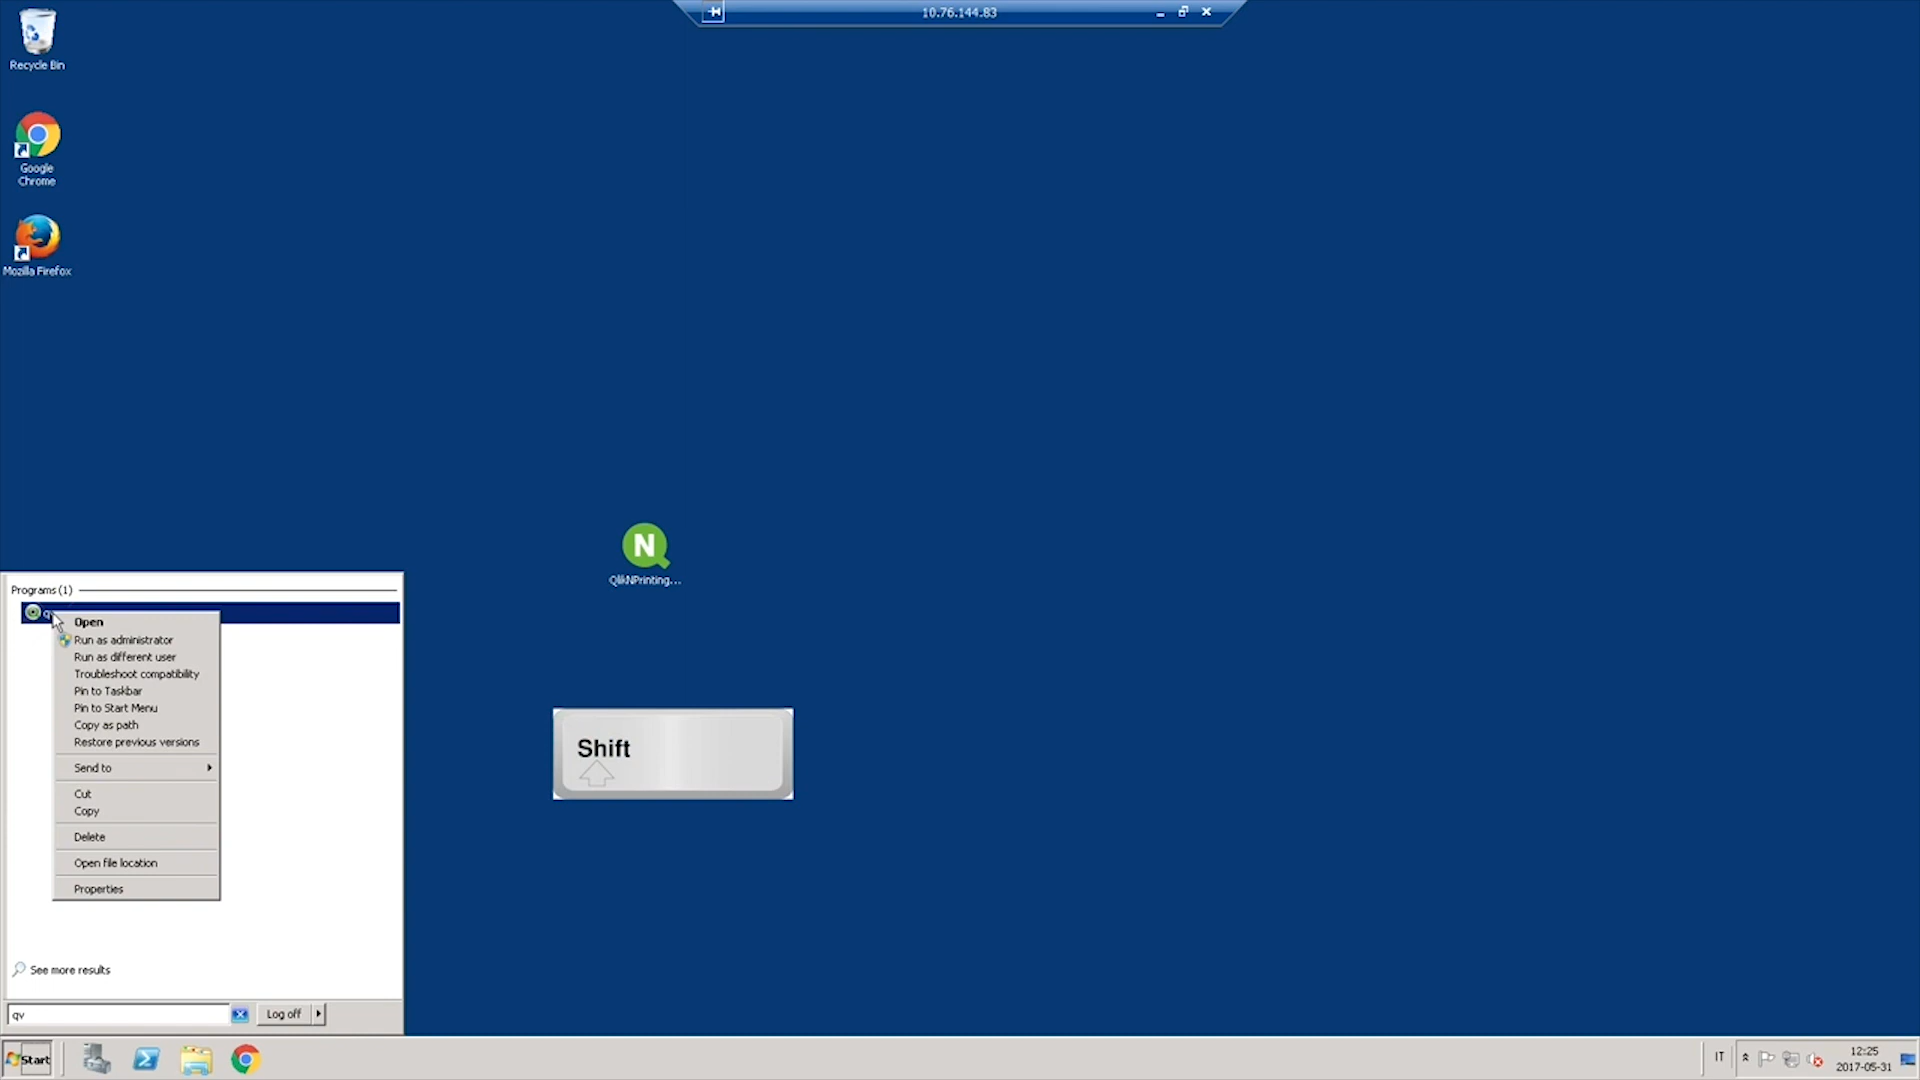 10.76.144.83
Recycle Bin
Google
Chrome
Mozilla Firefox
N
QlikNPrinting...
Programs (1)
Open
Run as administrator
Run as different user
Troubleshoot compatibility
Pin to Taskbar
Pin to Start Menu
Copy as path
Restore previous versions
Send to
Cut
Copy
Delete
Open file location
Properties
Shift
See more results
qv
Log off
Start
IT
12:25
2017-05-31